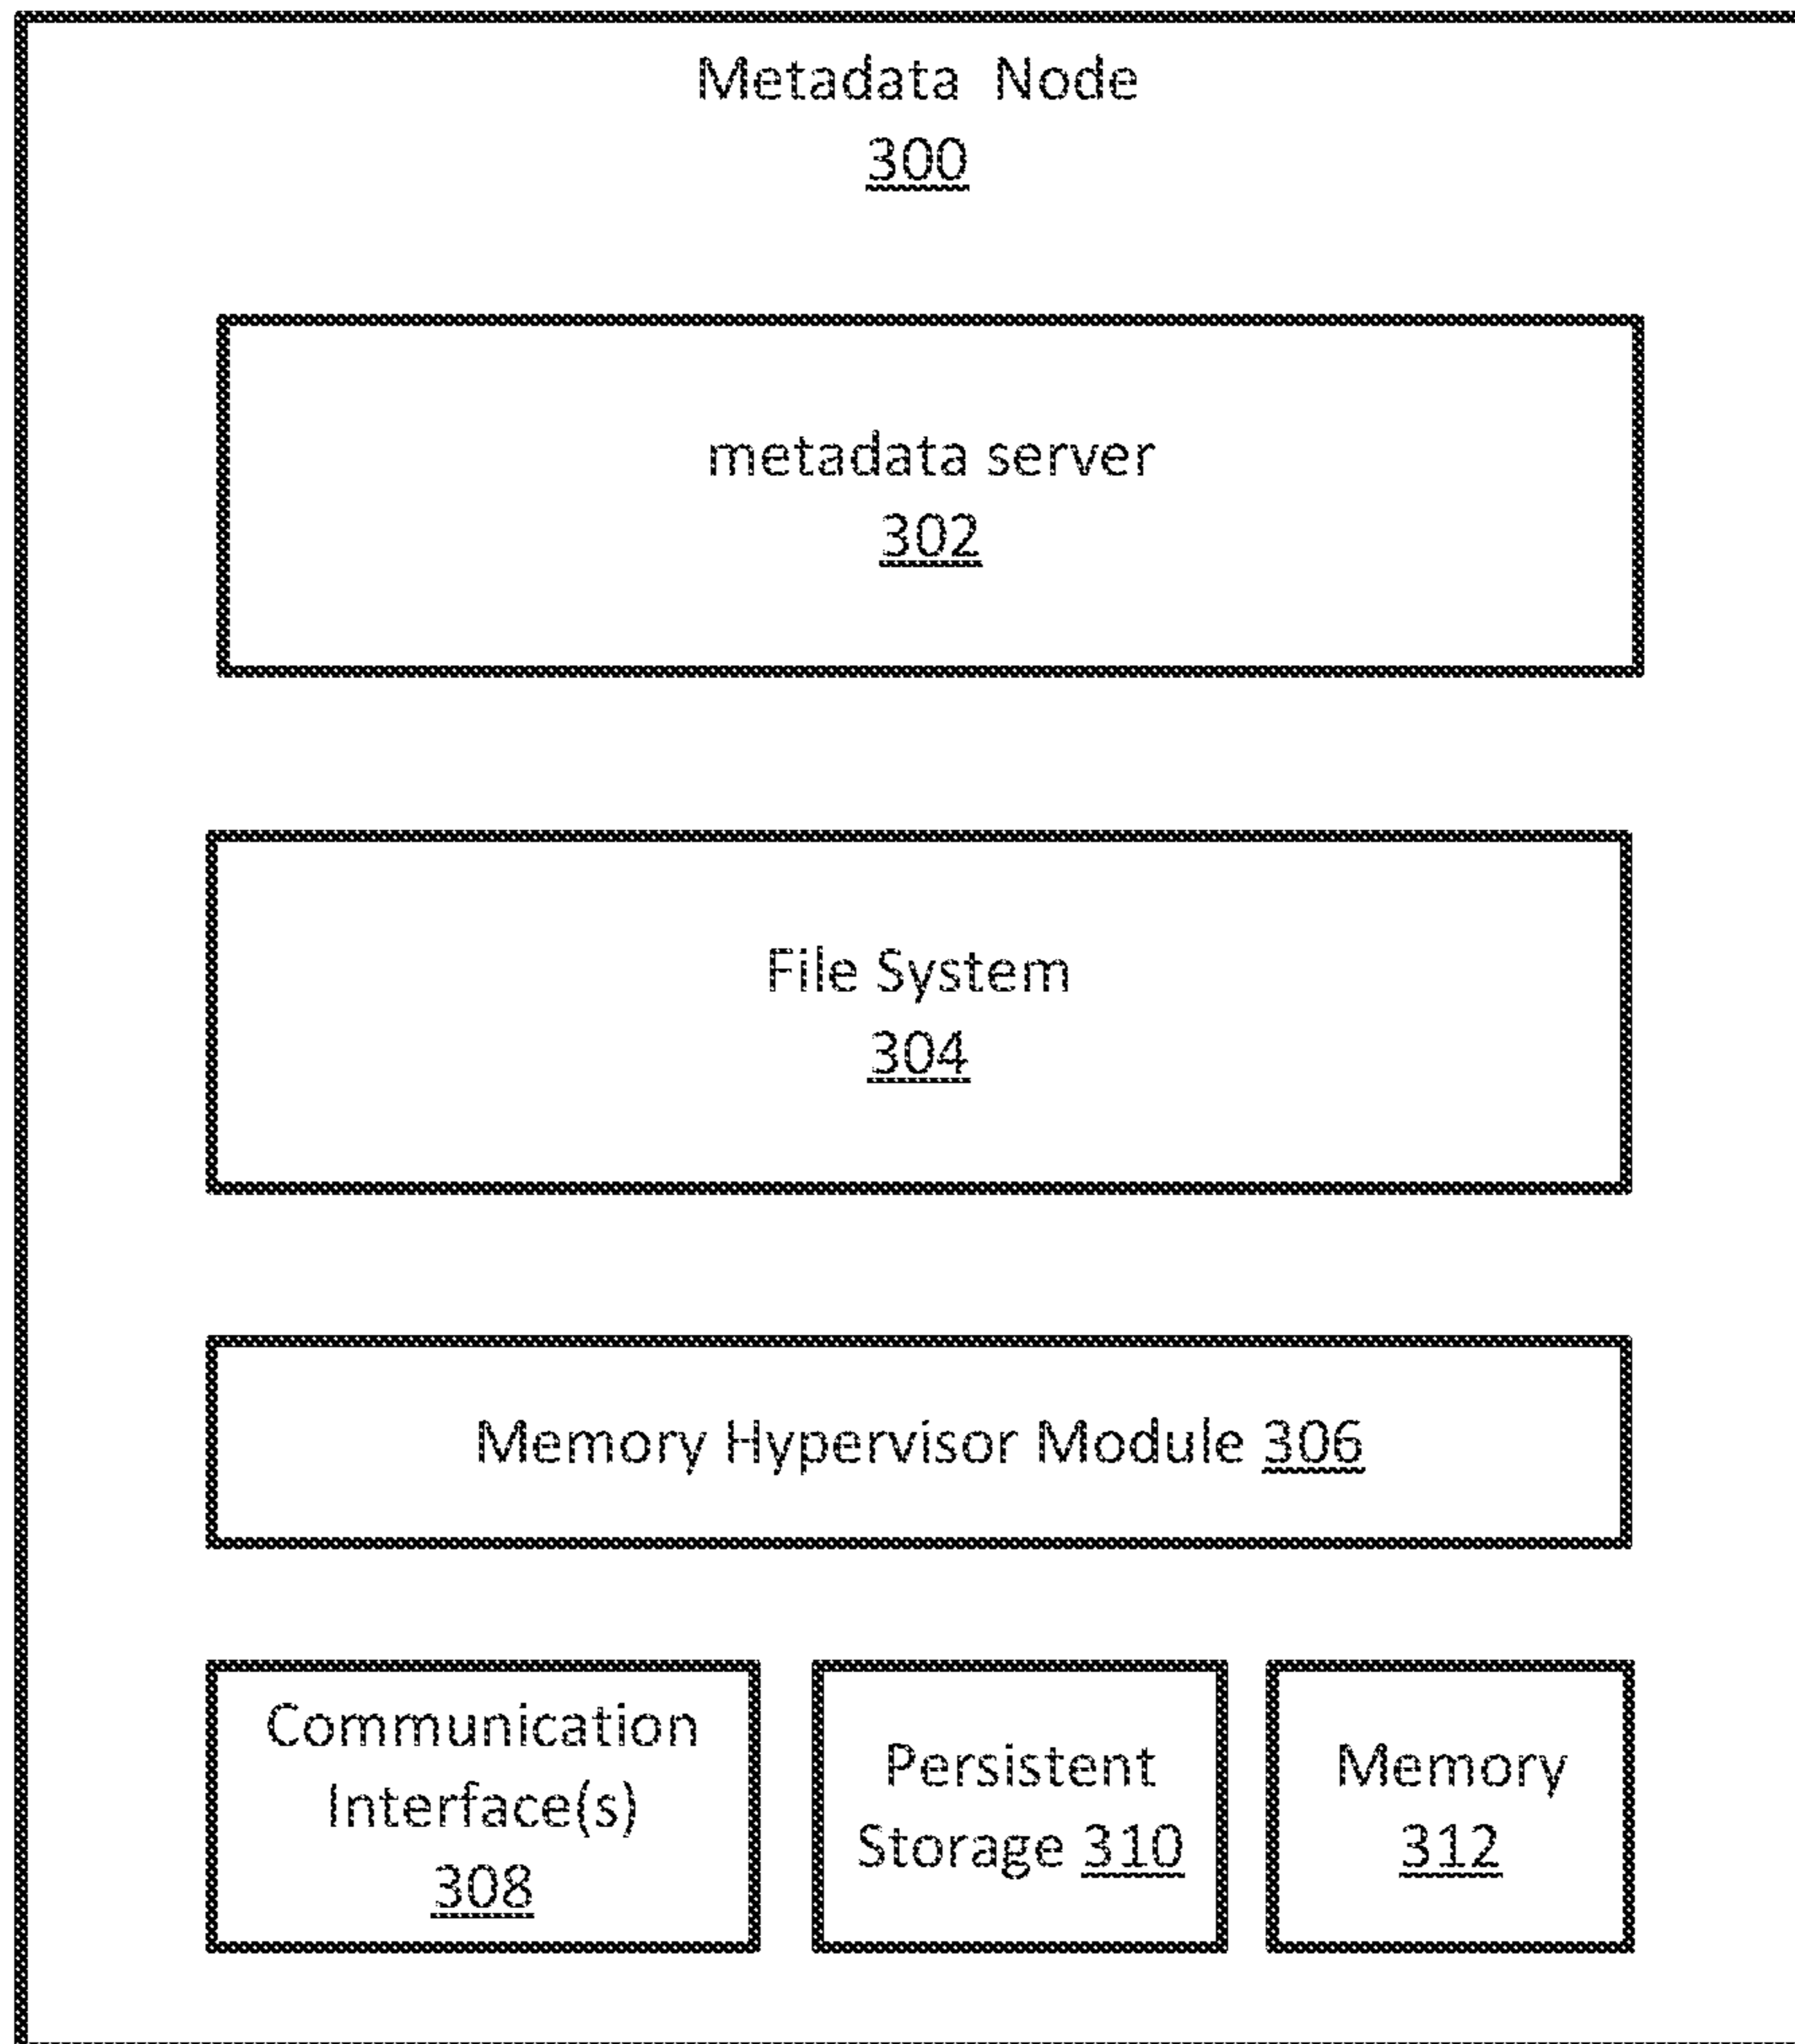 Metadata Node
300
metadata server
302
File System
304
Memory Hypervisor Module 306
Communication
Interface(s)
308
Persistent
Storage 310
Memory
312